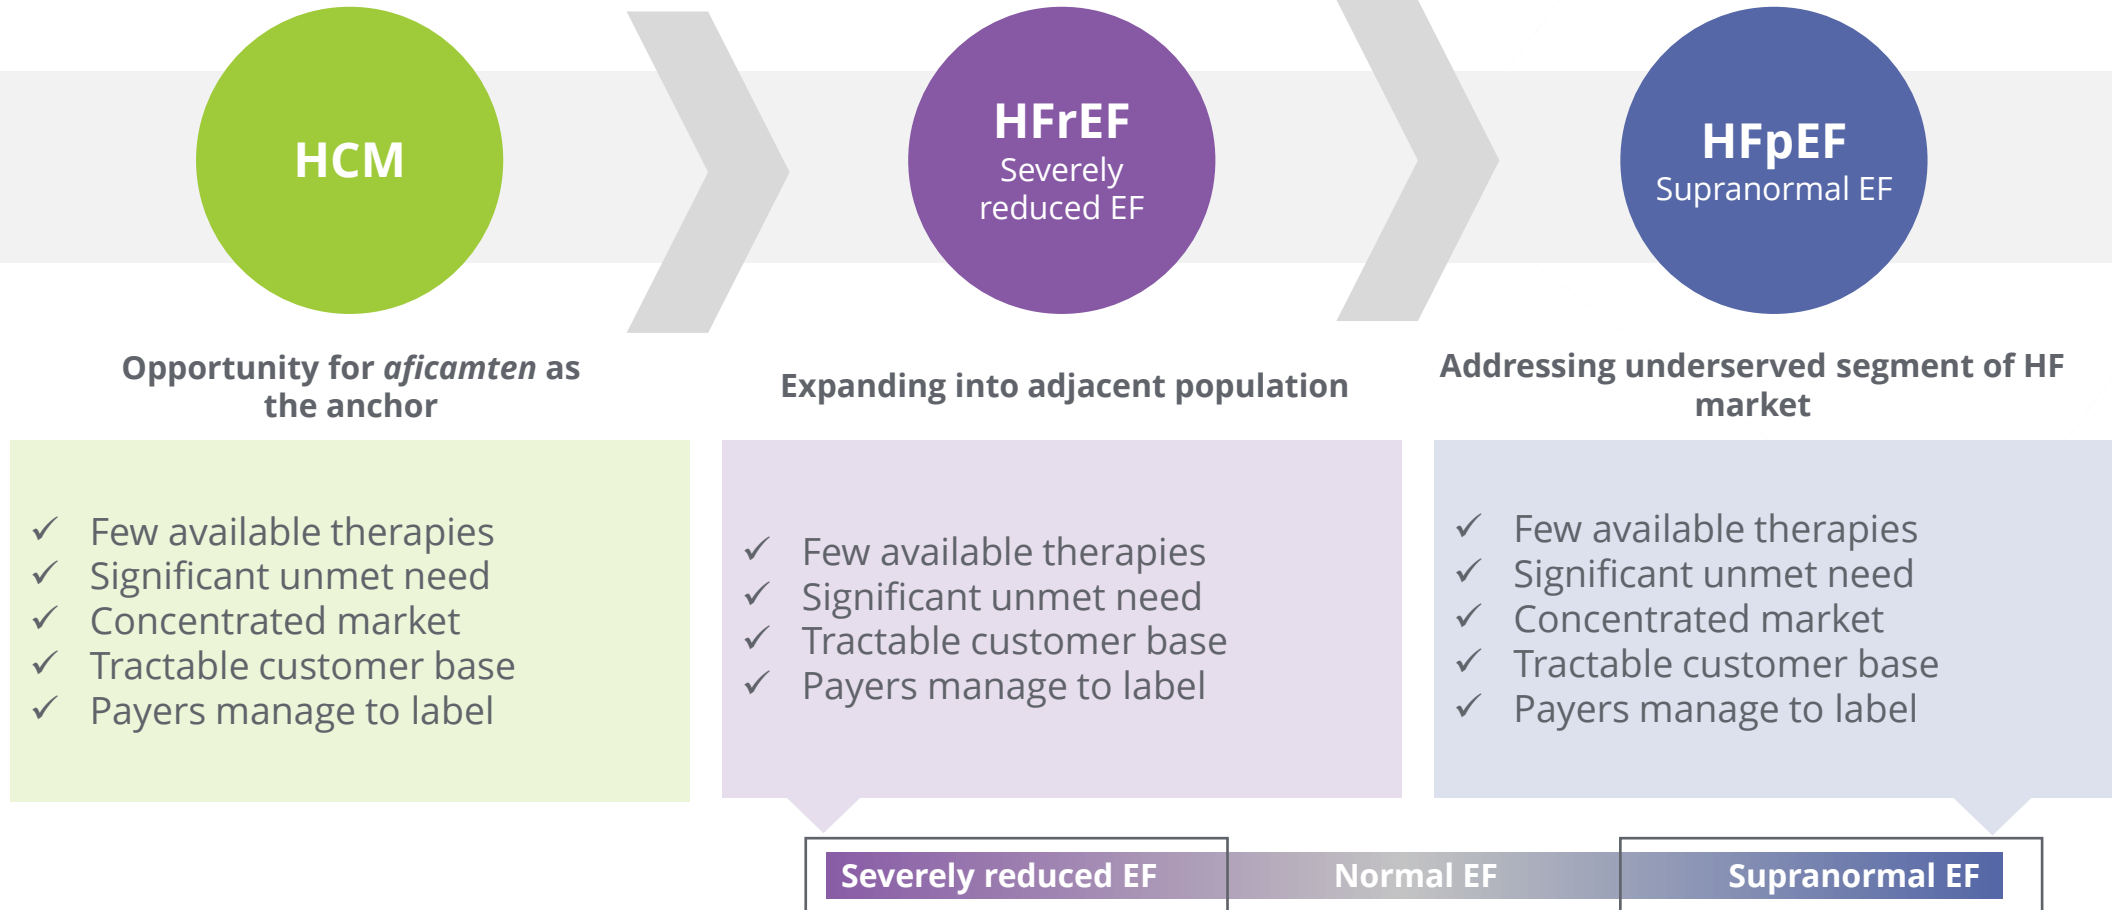 HCM
HFrEF
Severely
reduced EF
HFpEF
Supranormal EF
Opportunity for aficamten as
the anchor
Expanding into adjacent population
Addressing underserved segment of HF
market
✓ Few available therapies
✓ Significant unmet need
✓ Concentrated market
✓ Tractable customer base
✓ Payers manage to label
✓ Few available therapies
✓ Significant unmet need
✓ Tractable customer base
✓ Payers manage to label
✓ Few available therapies
✓ Significant unmet need
✓ Concentrated market
✓ Tractable customer base
✓ Payers manage to label
Severely reduced EF
Normal EF
Supranormal EF